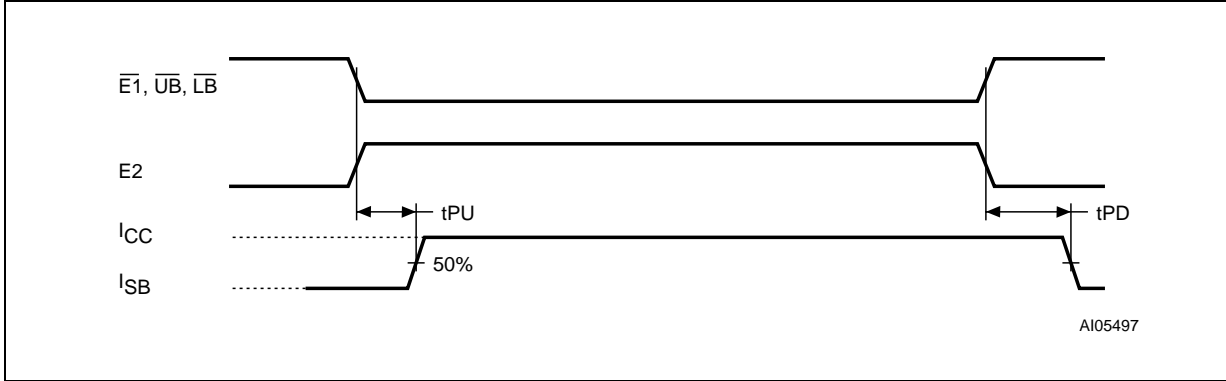 E1, UB, LB
E2
tPU
tPD
ICC
50%
ISB
AI05497